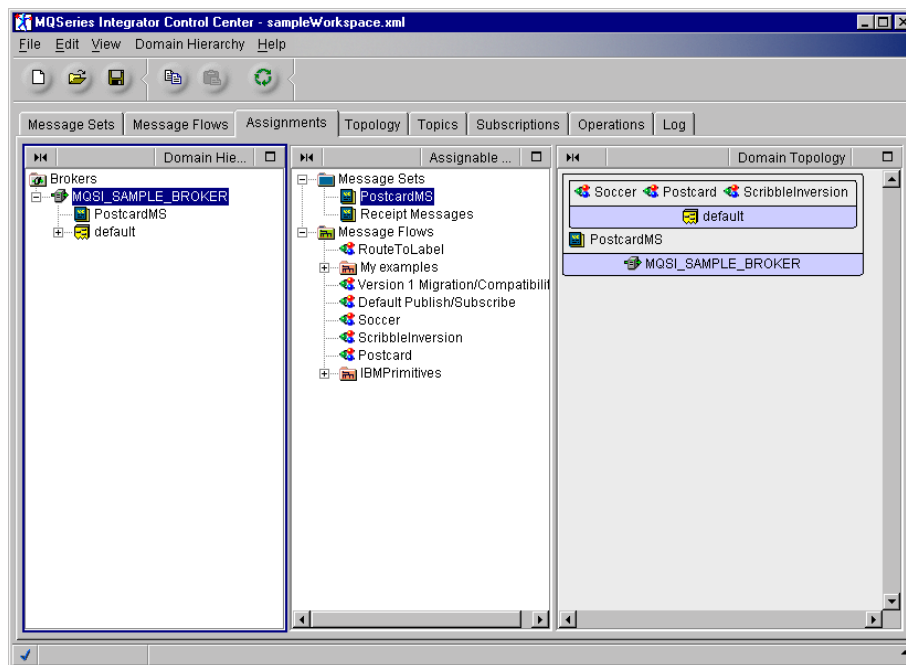 MQSeries Integrator Control Center - sampleWorkspace.xml
File Edit View Domain Hierarchy Help
Message Sets Message Flows Assignments Topology Topics Subscriptions Operations Log
Domain Hie...
Brokers
MQSI_SAMPLE_BROKER
PostcardMS
default
Assignable ...
Message Sets
PostcardMS
Receipt Messages
Message Flows
RouteToLabel
My examples
Version 1 Migration/Compatibilit
Default Publish/Subscribe
Soccer
ScribbleInversion
Postcard
IBMPrimitives
Domain Topology
Soccer Postcard ScribbleInversion
default
PostcardMS
MQSI_SAMPLE_BROKER